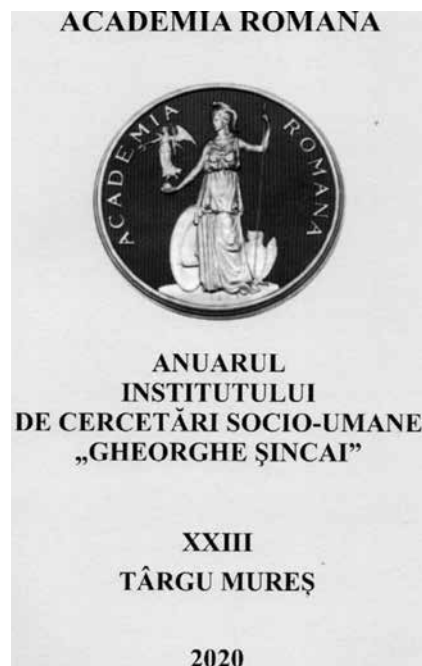 ACADEMIA ROMANA
ACADEMIA ROMANA
ANUARUL
INSTITUTULUI
DE CERCETĂRI SOCIO-UMANE
„GHEORGHE ŞINCAI”
XXIII
TÂRGU MUREŞ
2020